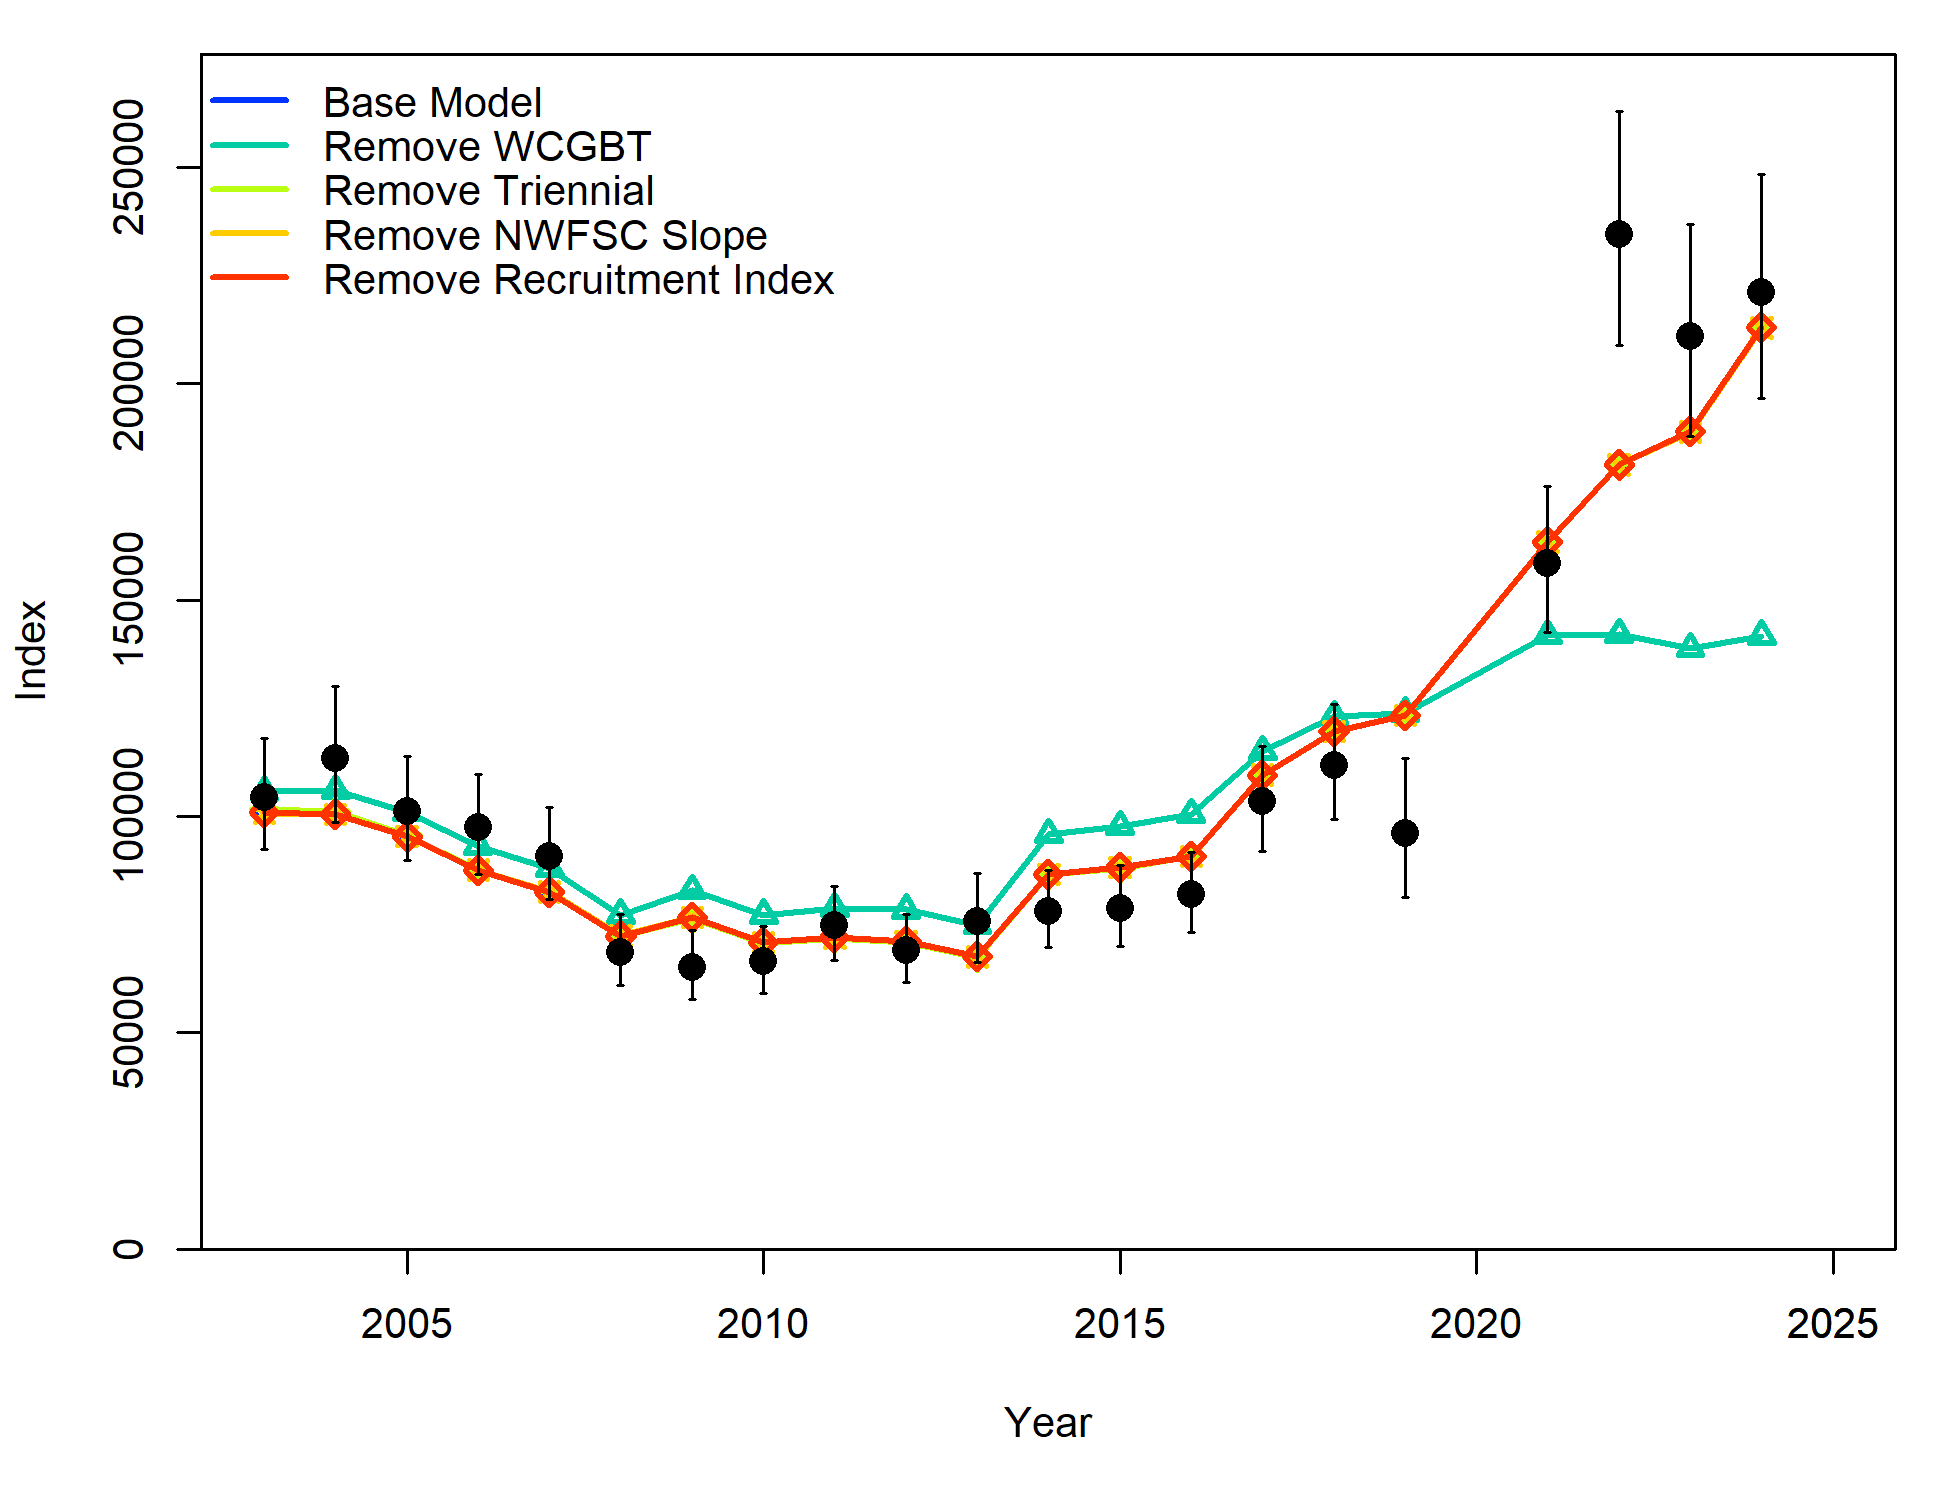 Base Model
Remove WCGBT
Remove Triennial
Remove NWFSC Slope
Remove Recruitment Index
Index
250000
200000
150000
100000
50000
0
2005 2010 2015 2020 2025
Year